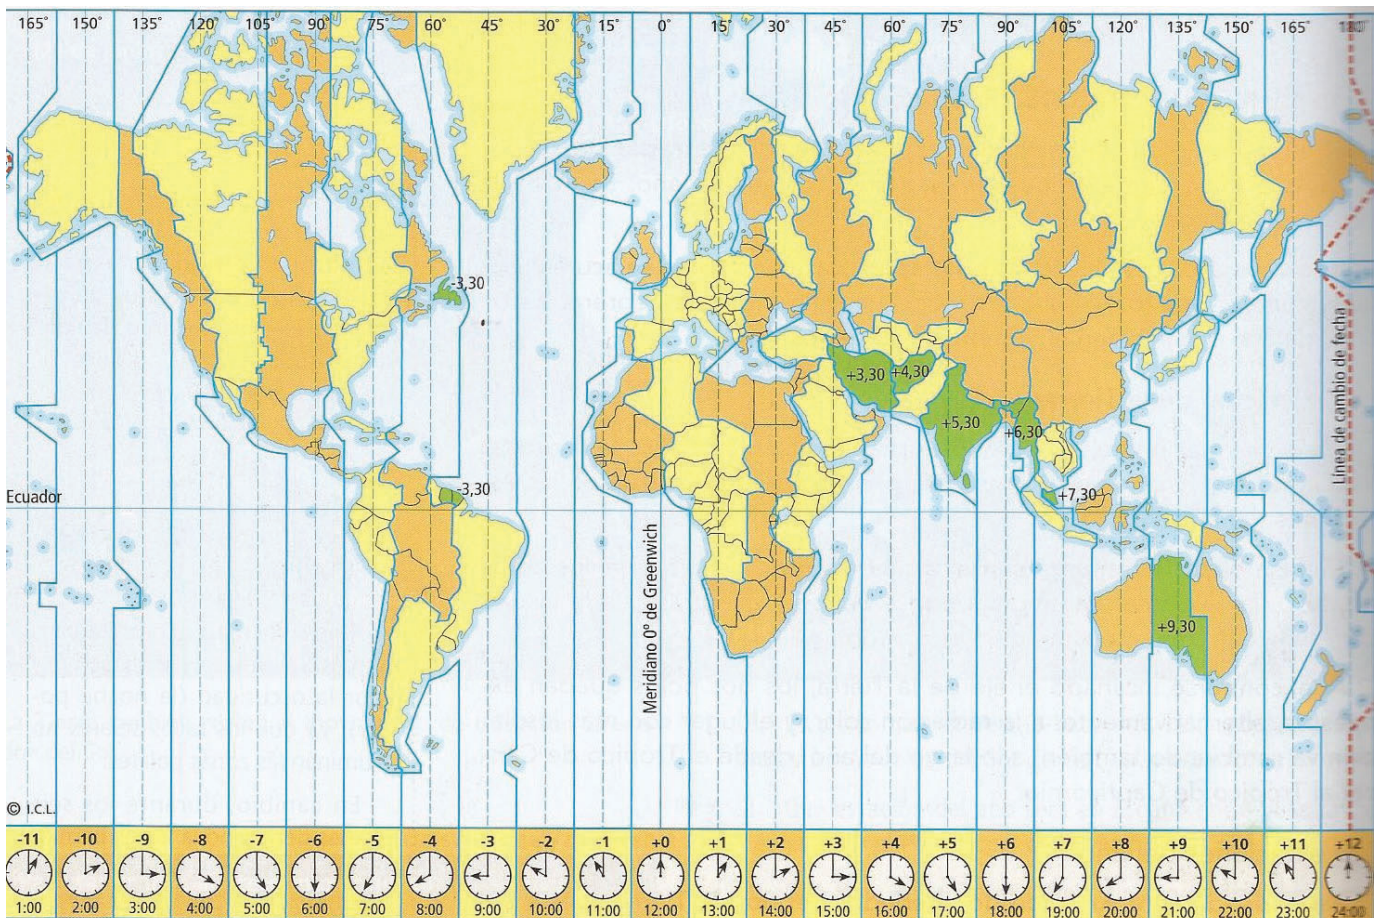 165° 150° 135° 120° 105° 90° 75° 60° 45° 30° 15° 0° 15° 30° 45° 60° 75° 90° 105° 120° 135° 150° 165° 180°
-3,30
+3,30 +4,30
+5,30
+6,30
-3,30
+7,30
Ecuador
+9,30
Meridiano 0° de Greenwich
Línea de cambio de fecha
© I.C.L.
-11 -10 -9 -8 -7 -6 -5 -4 -3 -2 -1 +0 +1 +2 +3 +4 +5 +6 +7 +8 +9 +10 +11 +12
1:00 2:00 3:00 4:00 5:00 6:00 7:00 8:00 9:00 10:00 11:00 12:00 13:00 14:00 15:00 16:00 17:00 18:00 19:00 20:00 21:00 22:00 23:00 24:00